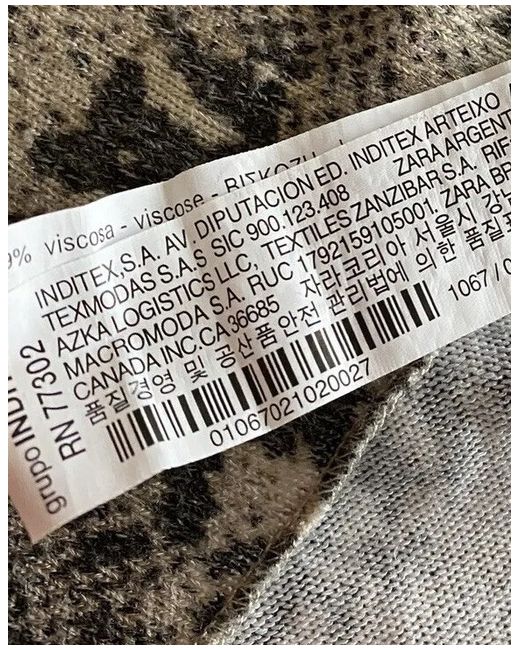 9% viscosa - viscose - ΒΙΣΚΟΖΗ
INDITEX,S.A. AV. DIPUTACION ED. INDITEX ARTEIXO
TEXMODAS S.A.S SIC 900.123.408 ZARA ARGENT
AZKA LOGISTICS LLC, TEXTILES ZANZIBAR S.A. RIF
MACROMODA S.A. RUC 1792159105001, ZARA BR
CANADA INC.CA 36685 자라코리아 서울시 강남
품질경영 및 공산품안전 관리법에 의한 품질표
01067021020027
1067 / 0
grupo INDI
RN 77302